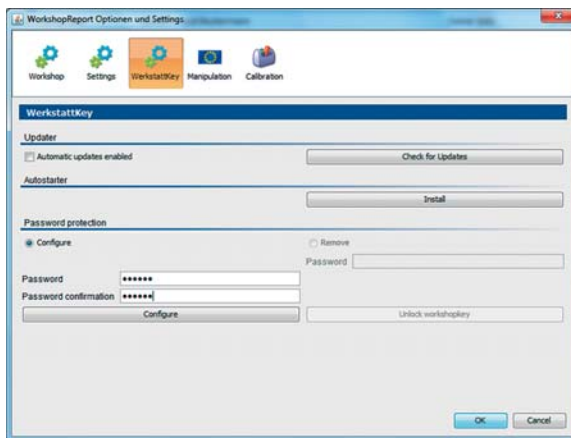 WorkshopReport Optionen und Settings
Workshop Settings WerkstattKey Manipulation Calibration
WerkstattKey
Updater
Automatic updates enabled Check for Updates
Autostarter
Install
Password protection
Configure Remove
Password
Password ••••••
Password confirmation ••••••
Configure Unlock workshopkey
OK Cancel